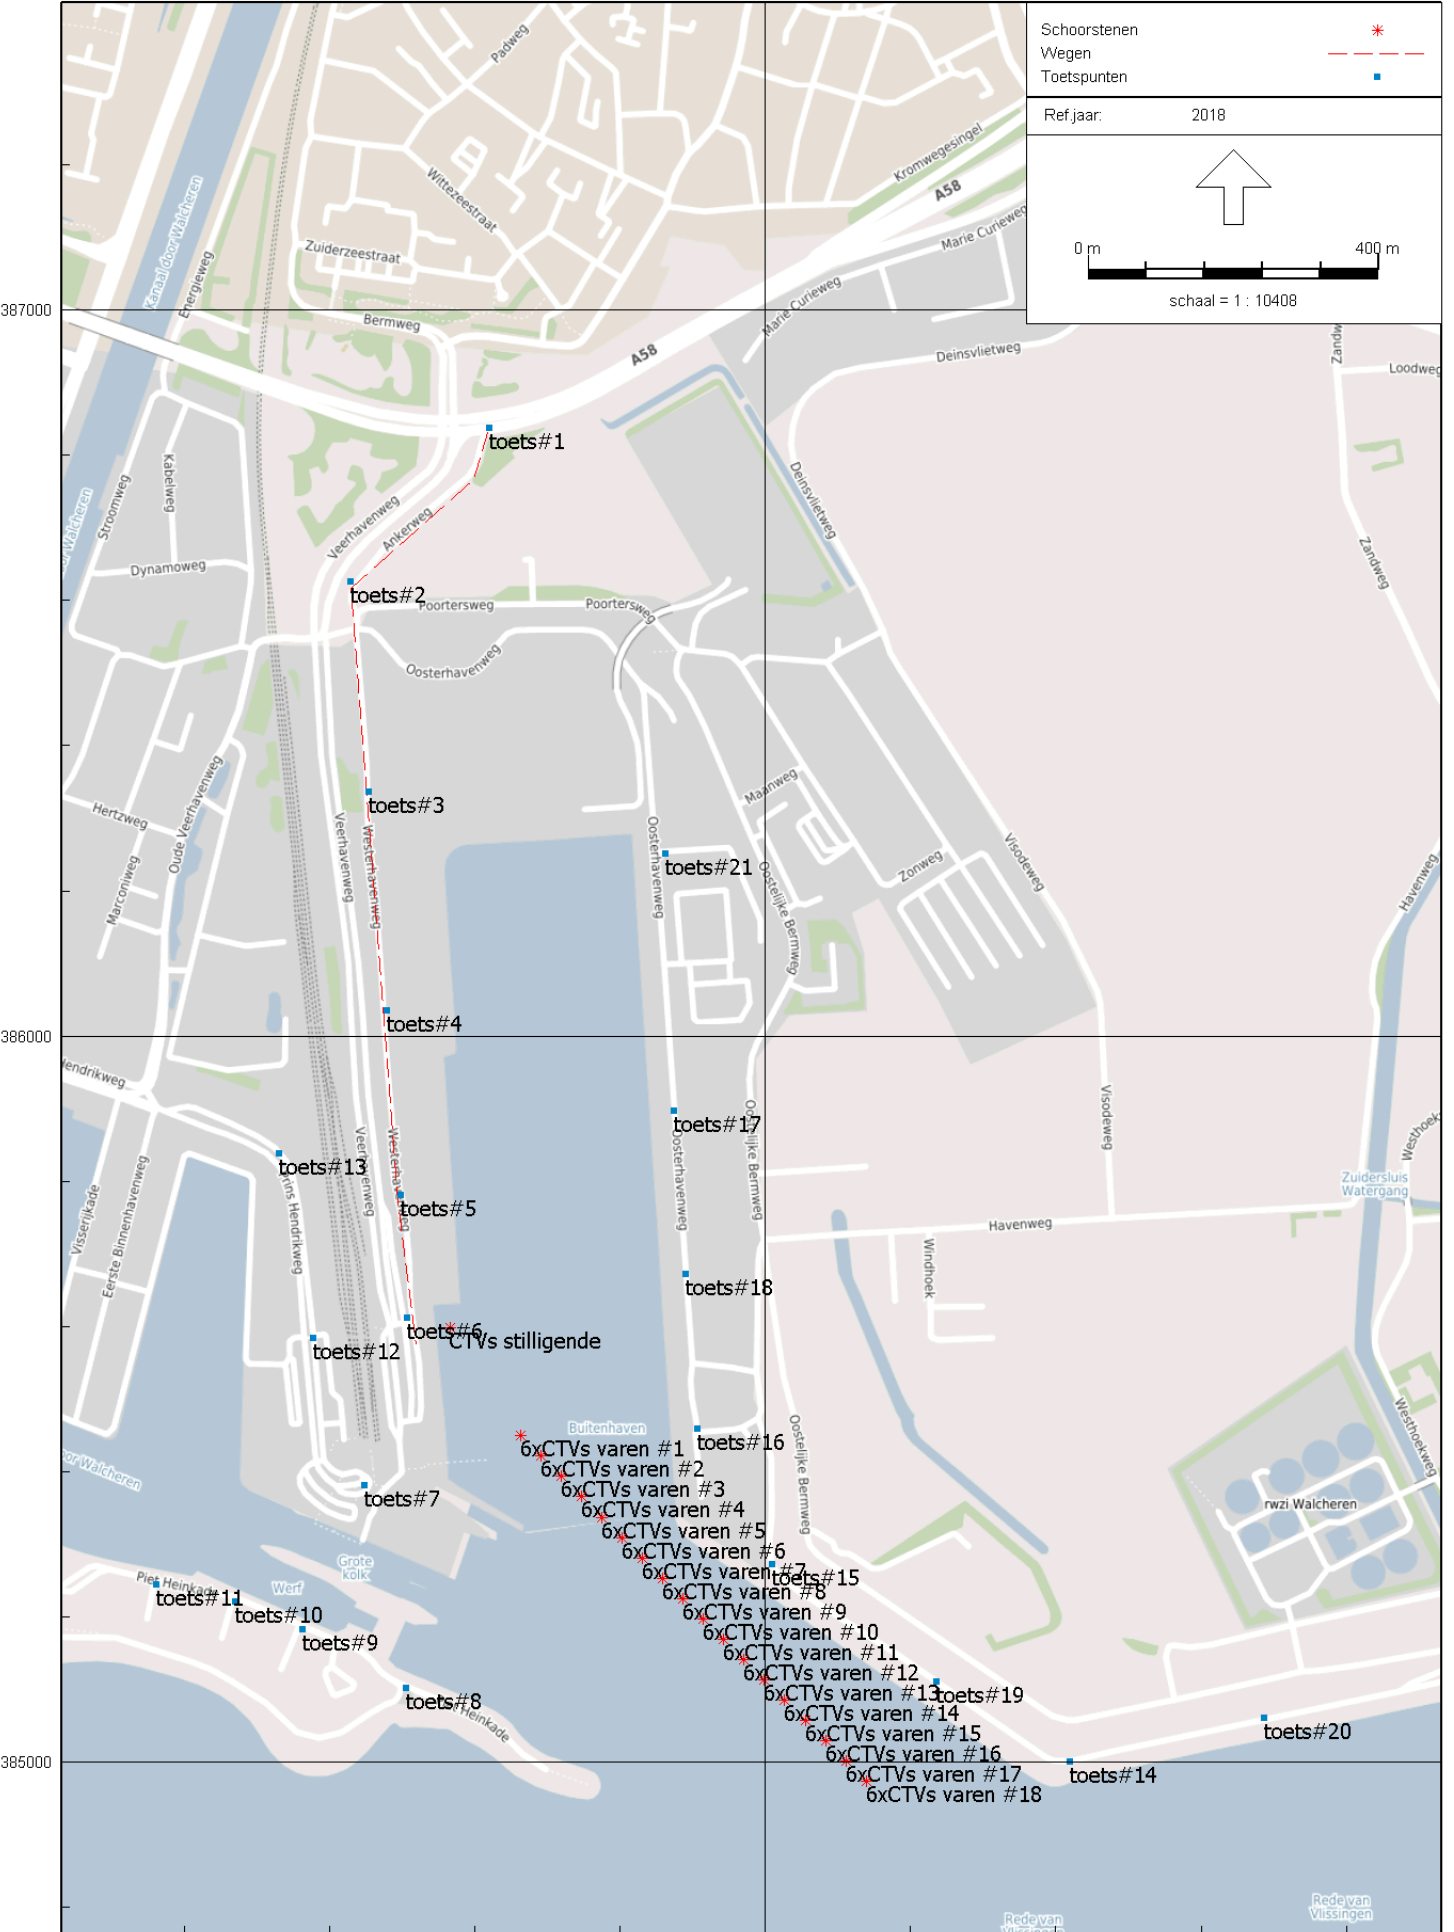 Schoorstenen
Wegen
Toetspunten
Ref.jaar: 2018
0 m 400 m
schaal = 1 : 10408
Padweg
Kromwegesingel
A58
Wittezeestraat
Marie Curieweg
Kanaal door Walcheren
Zuiderzeestraat
Energieweg
387000
Marie Curieweg
Bermweg
A58
Deinsvlietweg
Loodweg
toets#1
Kabelweg
Stroomweg
Deinsvlietweg
Veerhavenweg
Ankerweg
Zandweg
Dynamoweg
toets#2
Poortersweg
Poortersweg
Oosterhavenweg
Maanweg
toets#3
Hertzweg
Oude Veerhavenweg
Veerhavenweg
Westerhavenweg
Oosterhavenweg
Visodeweg
toets#21
Zonweg
Havenweg
Marconiweg
Oostelijke Bermweg
toets#4
386000
toets#17
Oostelijke Bermweg
Visodeweg
toets#13
Prins Hendrikweg
Veerhavenweg
Oosterhavenweg
Visserijkade
Eerste Binnenhavenweg
Zuidersluis
Watergang
toets#5
Havenweg
Windhoek
toets#18
toets#6
CTVs stilligende
toets#12
Buitenhaven
toets#16
Oostelijke Bermweg
Westhoekweg
6xCTVs varen #1
6xCTVs varen #2
6xCTVs varen #3
6xCTVs varen #4
6xCTVs varen #5
6xCTVs varen #6
6xCTVs varen #7
6xCTVs varen #8
6xCTVs varen #9
6xCTVs varen #10
6xCTVs varen #11
6xCTVs varen #12
6xCTVs varen #13
6xCTVs varen #14
6xCTVs varen #15
6xCTVs varen #16
6xCTVs varen #17
6xCTVs varen #18
toets#7
rwzi Walcheren
Grote
kolk
toets#15
Piet Heinkade
Werf
toets#11
toets#10
toets#9
toets#8
Heinkade
toets#19
toets#20
toets#14
385000
Rede van
Vlissingen
Rede van